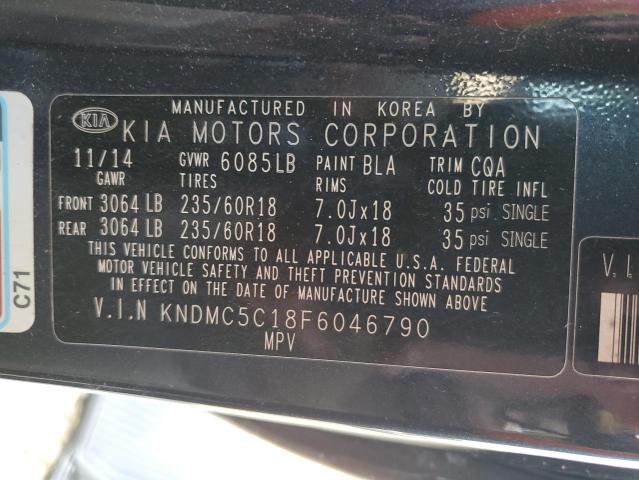 MANUFACTURED IN KOREA BY
KIA KIA MOTORS CORPORATION
11/14 GVWR 6085LB PAINT BLA TRIM CQA
GAWR TIRES RIMS COLD TIRE INFL
FRONT 3064 LB 235/60R18 7.0Jx18 35 psi SINGLE
REAR 3064 LB 235/60R18 7.0Jx18 35 psi SINGLE
THIS VEHICLE CONFORMS TO ALL APPLICABLE U.S.A. FEDERAL
MOTOR VEHICLE SAFETY AND THEFT PREVENTION STANDARDS
IN EFFECT ON THE DATE OF MANUFACTURE SHOWN ABOVE.
V.I.N KNDMC5C18F6046790
MPV
C71
V.I.